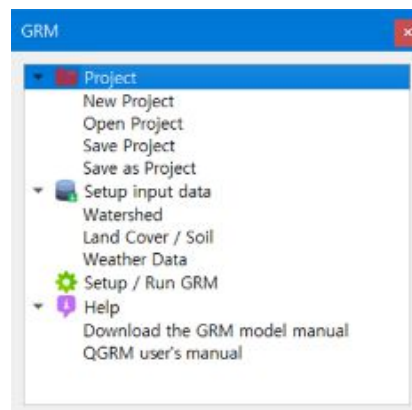 GRM
Project
New Project
Open Project
Save Project
Save as Project
Setup input data
Watershed
Land Cover / Soil
Weather Data
Setup / Run GRM
Help
Download the GRM model manual
QGRM user's manual